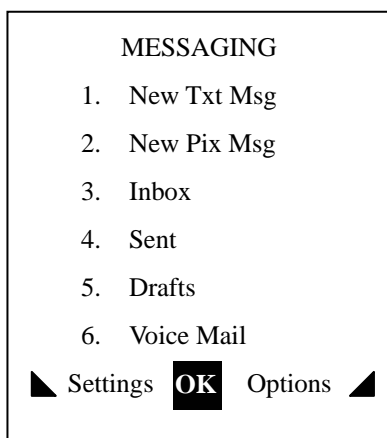 MESSAGING
1. New Txt Msg
2. New Pix Msg
3. Inbox
4. Sent
5. Drafts
6. Voice Mail
Settings OK Options